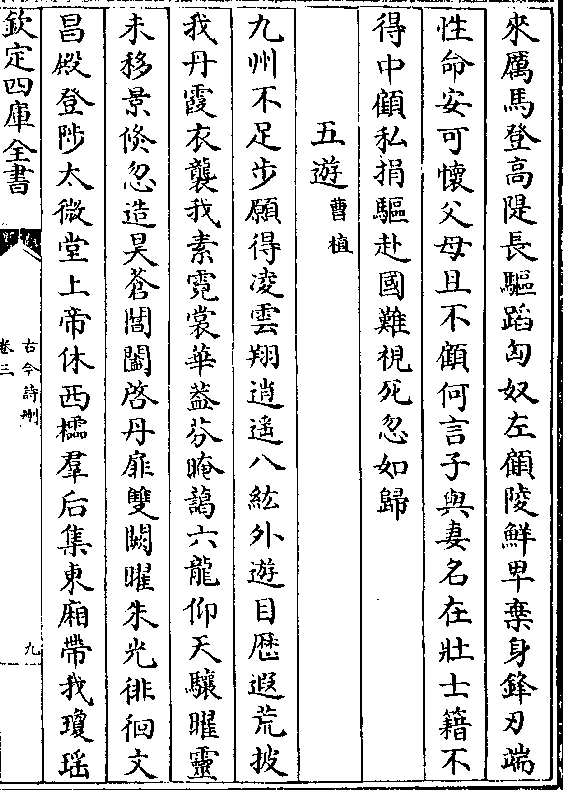 來厲馬登高隄長驅蹈匈奴左顧陵鮮卑棄身鋒刃端
性命安可懷父母且不顧何言子與妻名在壯士籍不
得中顧私捐軀赴國難視死忽如歸
五遊曹植
九州不足步願得凌雲翔逍遙八紘外遊目歴遐荒披
我丹霞衣襲我素霓裳華葢芬晻藹六龍仰天驤曜靈
未移景倐忽造昊蒼閶闔啓丹扉雙闕曜朱光徘徊文
昌殿登陟太微堂上帝休西櫺羣后集東廂帶我瓊瑶
欽定四庫全書
古今詩刪
卷三
九